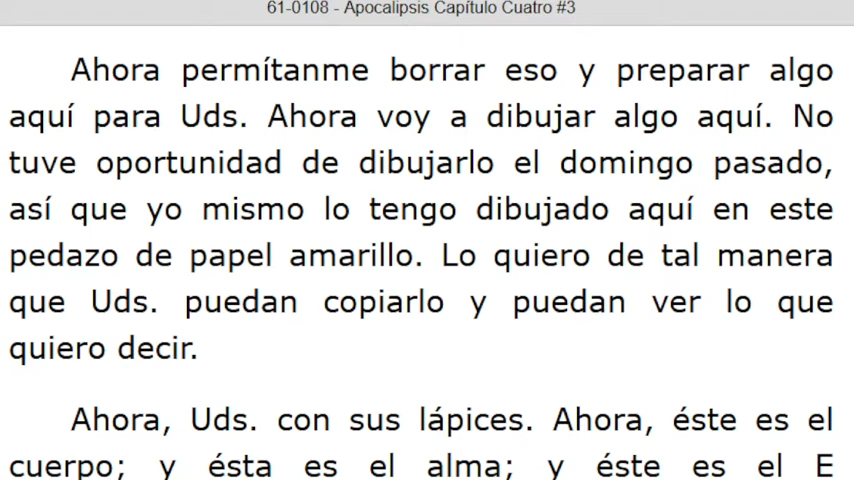 61-0108 - Apocalipsis Capítulo Cuatro #3
Ahora permítanme borrar eso y preparar algo
aquí para Uds. Ahora voy a dibujar algo aquí. No
tuve oportunidad de dibujarlo el domingo pasado,
así que yo mismo lo tengo dibujado aquí en este
pedazo de papel amarillo. Lo quiero de tal manera
que Uds. puedan copiarlo y puedan ver lo que
quiero decir.
Ahora, Uds. con sus lápices. Ahora, éste es el
cuerpo; y ésta es el alma; y éste es el E